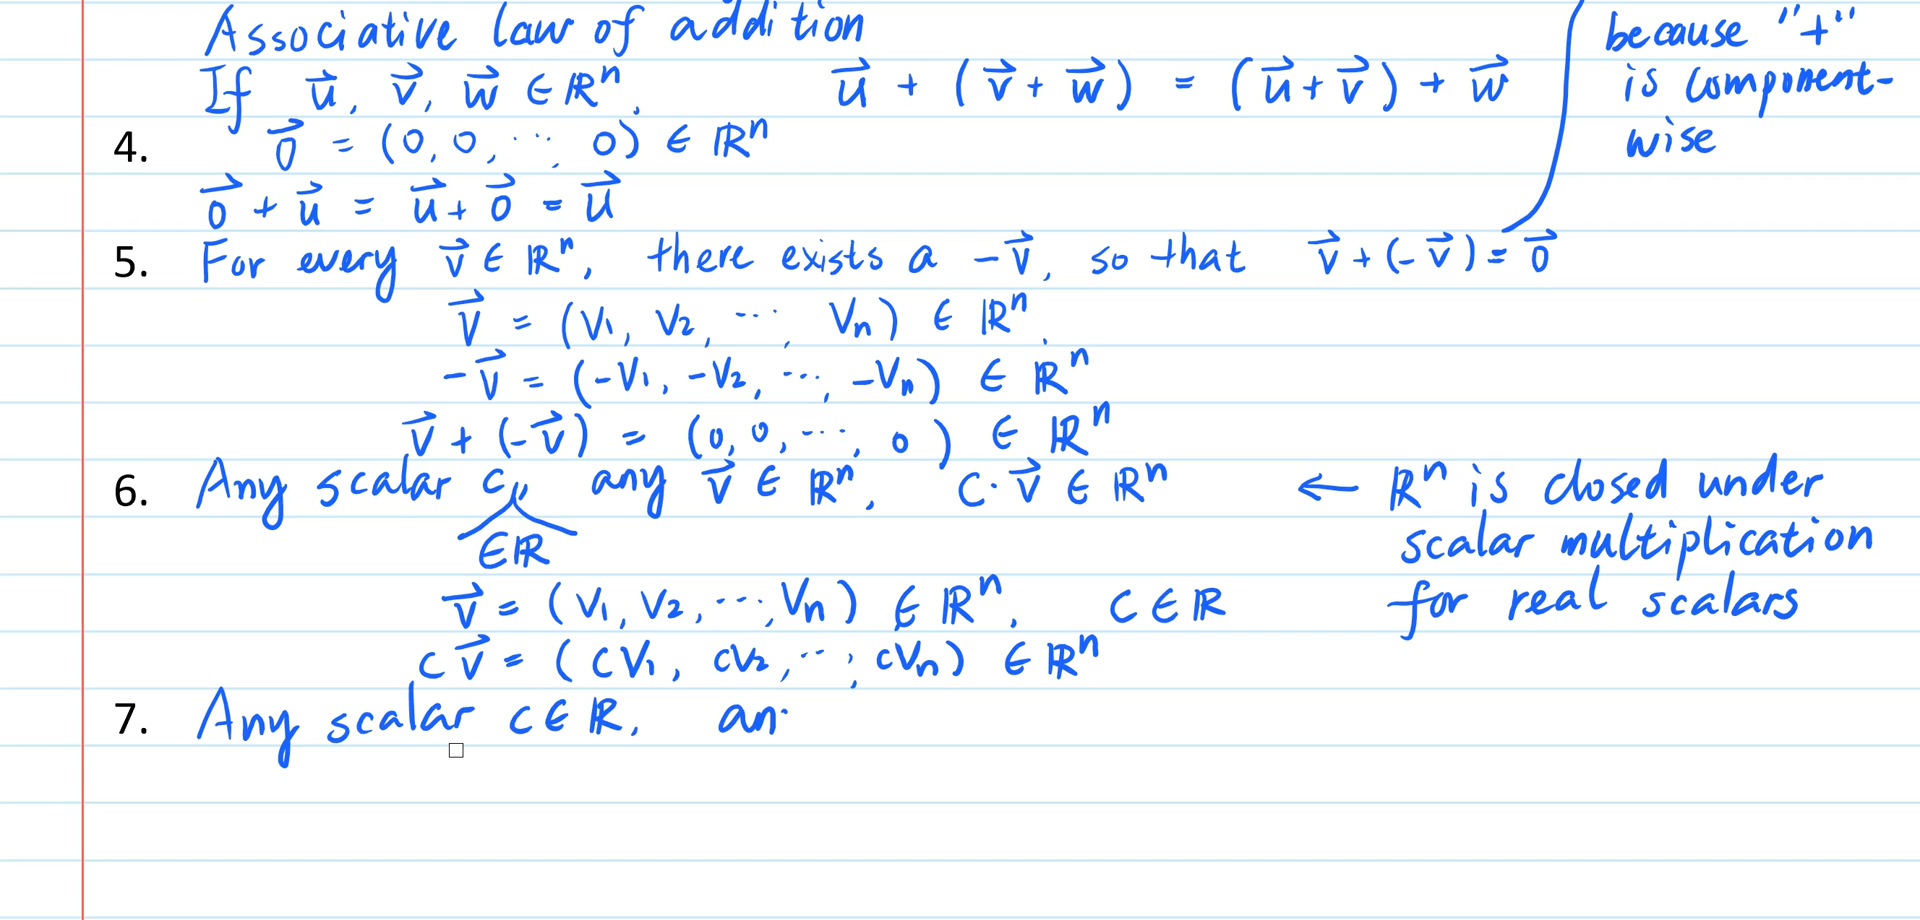 Associative law of addition
If u⃗, v⃗, w⃗ ∈ ℝⁿ, u⃗ + (v⃗ + w⃗) = (u⃗ + v⃗) + w⃗
because "+"
is component-
wise
4. 0⃗ = (0, 0, ..., 0) ∈ ℝⁿ
0⃗ + u⃗ = u⃗ + 0⃗ = u⃗
5. For every v⃗ ∈ ℝⁿ, there exists a -v⃗, so that v⃗ + (-v⃗) = 0⃗
v⃗ = (v₁, v₂, ..., vₙ) ∈ ℝⁿ
-v⃗ = (-v₁, -v₂, ..., -vₙ) ∈ ℝⁿ
v⃗ + (-v⃗) = (0, 0, ..., 0) ∈ ℝⁿ
6. Any scalar c, any v⃗ ∈ ℝⁿ, c·v⃗ ∈ ℝⁿ ← ℝⁿ is closed under
scalar multiplication
for real scalars
∈ℝ
v⃗ = (v₁, v₂, ..., vₙ) ∈ ℝⁿ, c ∈ ℝ
c v⃗ = (cv₁, cv₂, ..., cvₙ) ∈ ℝⁿ
7. Any scalar c ∈ ℝ, an